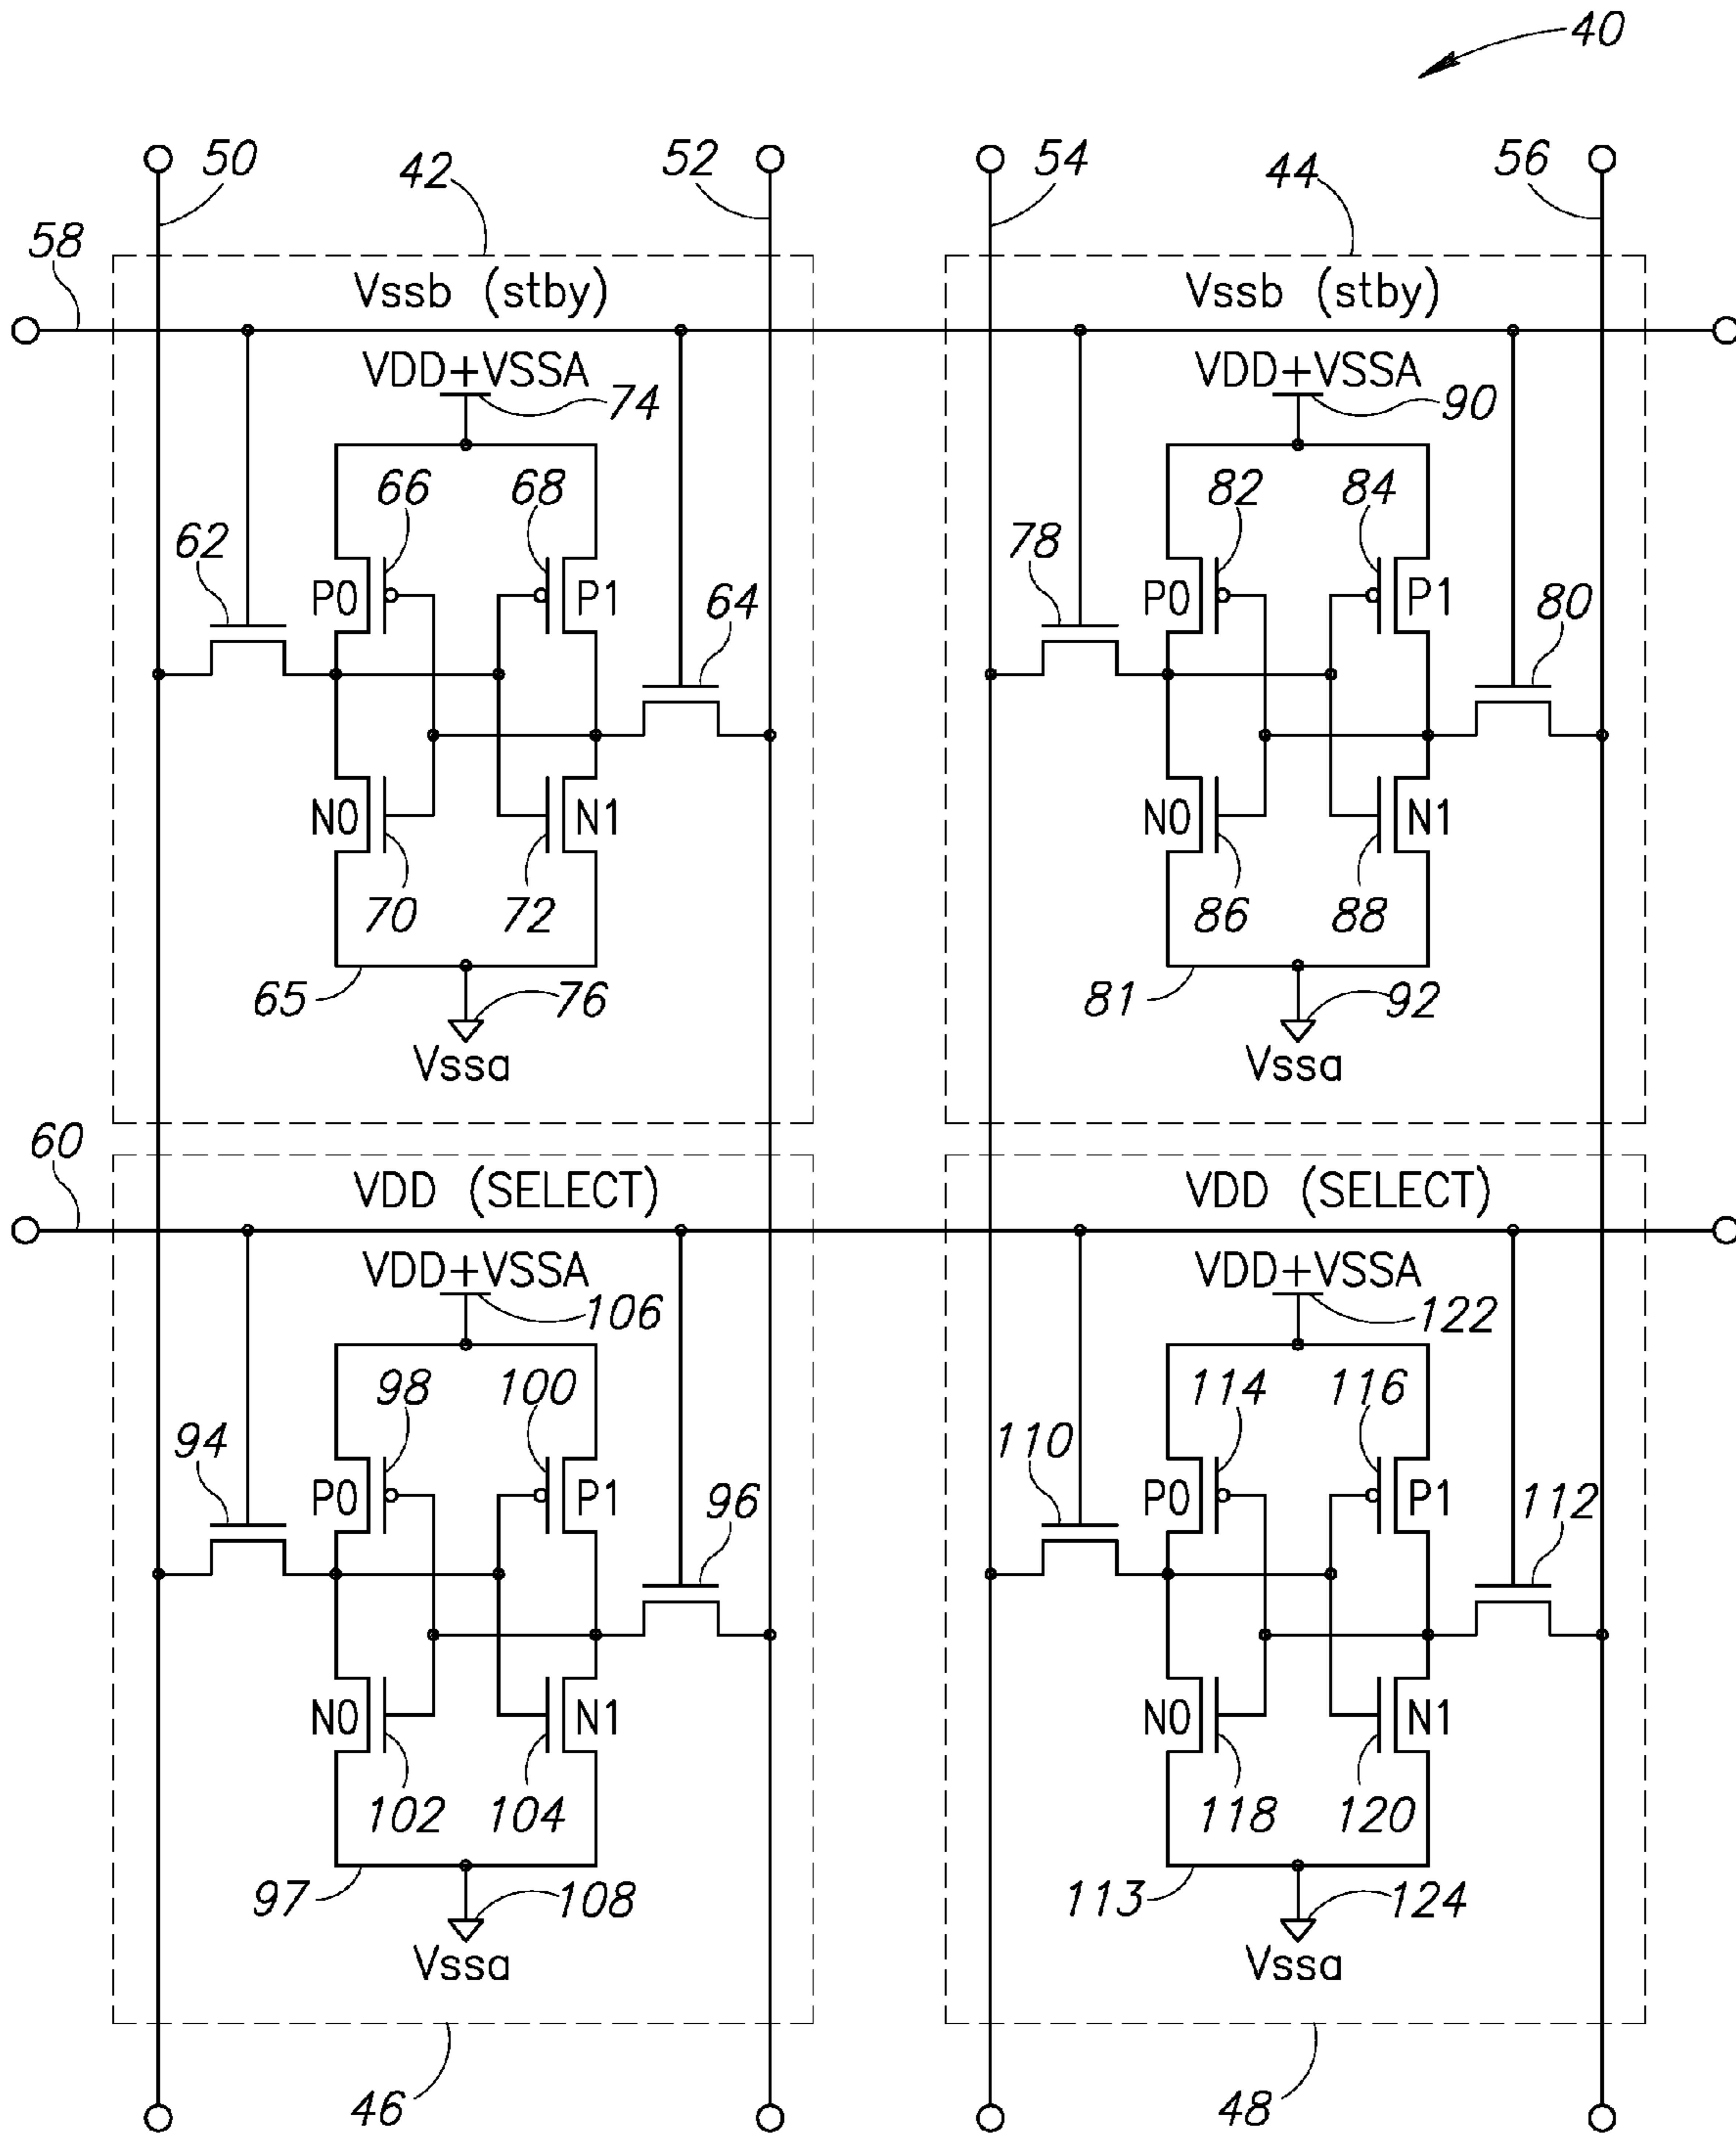 40
50
42
52
54
44
56
58
Vssb (stby)
Vssb (stby)
VDD+VSSA
VDD+VSSA
74
90
66
68
82
84
62
78
P0
P1
64
P0
P1
80
N0
N1
N0
N1
70
72
86
88
65
76
81
92
Vssa
Vssa
60
VDD (SELECT)
VDD (SELECT)
VDD+VSSA
VDD+VSSA
106
122
98
100
114
116
94
110
P0
P1
96
P0
P1
112
N0
N1
N0
N1
102
104
118
120
97
108
113
124
Vssa
Vssa
46
48